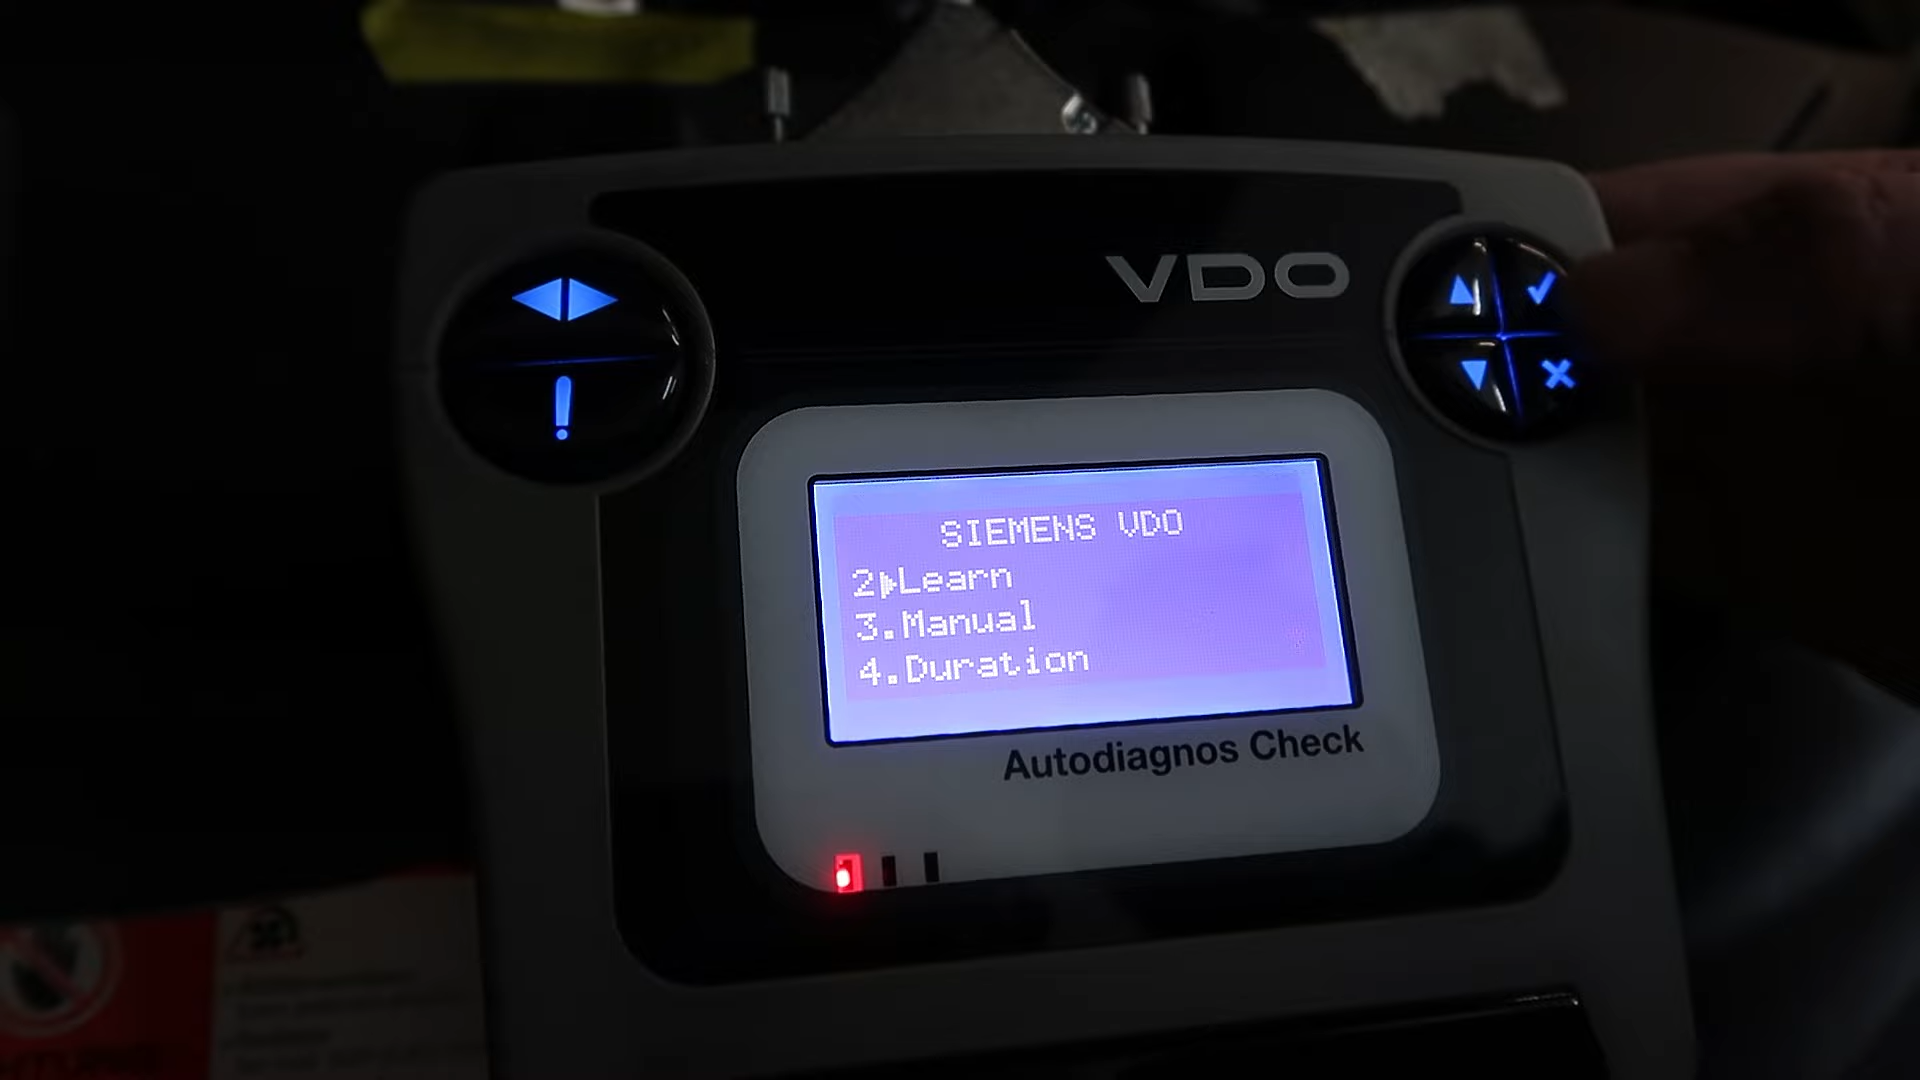 VDO
SIEMENS VDO
2▸Learn
3.Manual
4.Duration
Autodiagnos Check